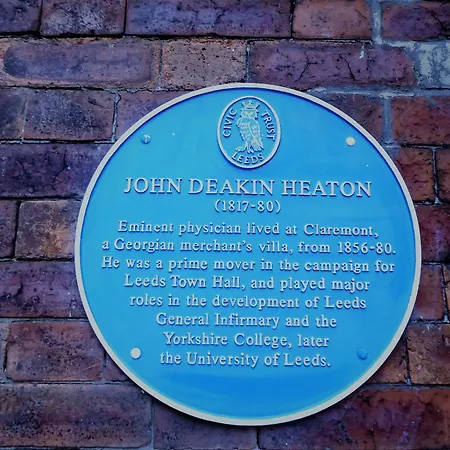 CIVIC TRUST
LEEDS
JOHN DEAKIN HEATON
(1817-80)
Eminent physician lived at Claremont,
a Georgian merchant's villa, from 1856-80.
He was a prime mover in the campaign for
Leeds Town Hall, and played major
roles in the development of Leeds
General Infirmary and the
Yorkshire College, later
the University of Leeds.